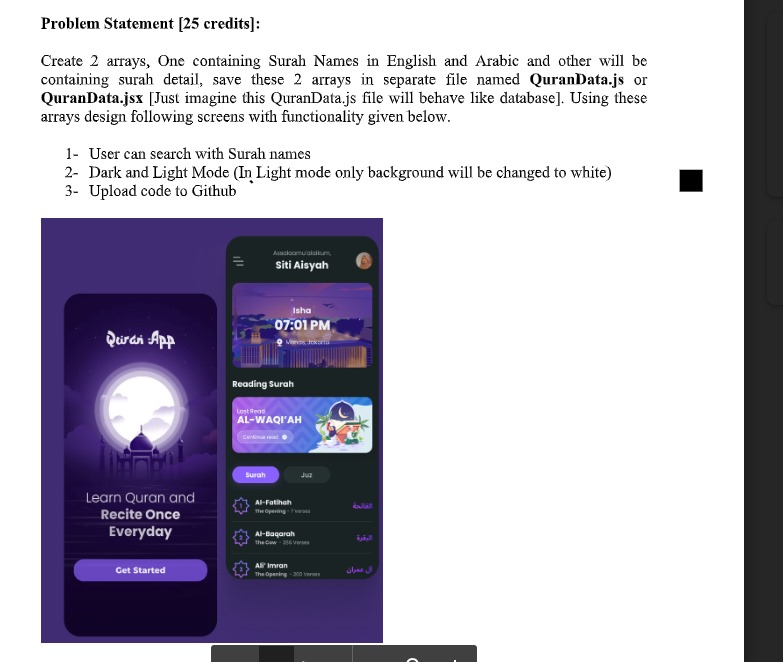 Problem Statement [25 credits]:
Create 2 arrays, One containing Surah Names in English and Arabic and other will be
containing surah detail, save these 2 arrays in separate file named QuranData.js or
QuranData.jsx [Just imagine this QuranData.js file will behave like database]. Using these
arrays design following screens with functionality given below.
1- User can search with Surah names
2- Dark and Light Mode (In Light mode only background will be changed to white)
3- Upload code to Github
Assalaamu'alaikum,
Siti Aisyah
Isha
07:01 PM
Jakarta
Quran App
Reading Surah
Last Read
AL-WAQI'AH
Continue read
Surah
Juz
Learn Quran and
Recite Once
Everyday
Get Started
1
Al-Fatihah
The Opening - 7 Verses
الفاتحة
2
Al-Baqarah
The Cow - 286 Verses
البقرة
3
Ali' Imran
The Opening - 200 Verses
آل عمران